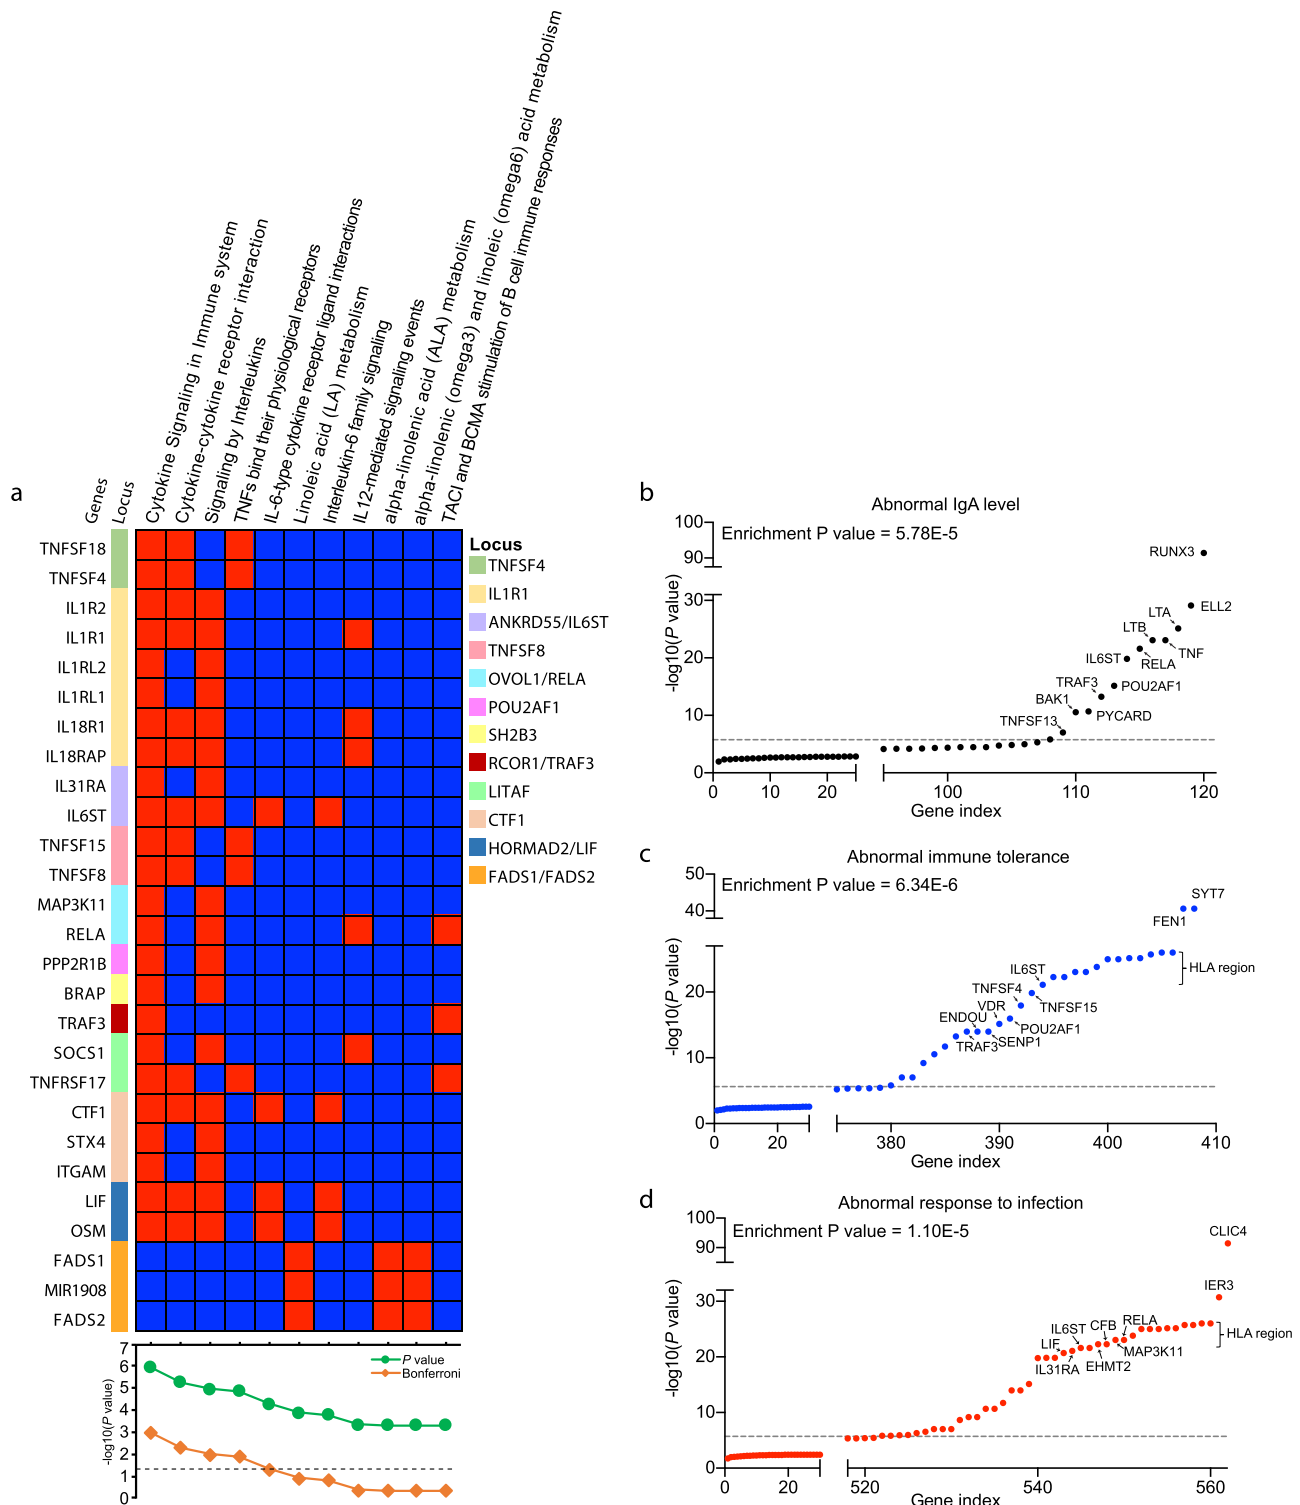 a
Genes
Locus
Cytokine Signaling in Immune system
Cytokine-cytokine receptor interaction
Signaling by Interleukins
TNFs bind their physiological receptors
IL-6-type cytokine receptor ligand interactions
Linoleic acid (LA) metabolism
Interleukin-6 family signaling
IL12-mediated signaling events
alpha-linolenic acid (ALA) metabolism
alpha-linolenic (omega3) and linoleic (omega6) acid metabolism
TACI and BCMA stimulation of B cell immune responses
TNFSF18
TNFSF4
IL1R2
IL1R1
IL1RL2
IL1RL1
IL18R1
IL18RAP
IL31RA
IL6ST
TNFSF15
TNFSF8
MAP3K11
RELA
PPP2R1B
BRAP
TRAF3
SOCS1
TNFRSF17
CTF1
STX4
ITGAM
LIF
OSM
FADS1
MIR1908
FADS2
Locus
TNFSF4
IL1R1
ANKRD55/IL6ST
TNFSF8
OVOL1/RELA
POU2AF1
SH2B3
RCOR1/TRAF3
LITAF
CTF1
HORMAD2/LIF
FADS1/FADS2
7
6
5
4
3
2
1
0
-log10(P value)
P value
Bonferroni
b
Abnormal IgA level
Enrichment P value = 5.78E-5
100
90
30
20
10
0
-log10(P value)
RUNX3
ELL2
LTA
LTB
TNF
IL6ST
RELA
TRAF3
POU2AF1
BAK1
PYCARD
TNFSF13
0 10 20 100 110 120
Gene index
c
Abnormal immune tolerance
Enrichment P value = 6.34E-6
50
40
20
10
0
-log10(P value)
SYT7
FEN1
HLA region
IL6ST
TNFSF4
TNFSF15
VDR
ENDOU
POU2AF1
TRAF3
SENP1
0 20 380 390 400 410
Gene index
d
Abnormal response to infection
Enrichment P value = 1.10E-5
100
90
30
20
10
0
-log10(P value)
CLIC4
IER3
HLA region
RELA
CFB
IL6ST
LIF
MAP3K11
EHMT2
IL31RA
0 20 520 540 560
Gene index